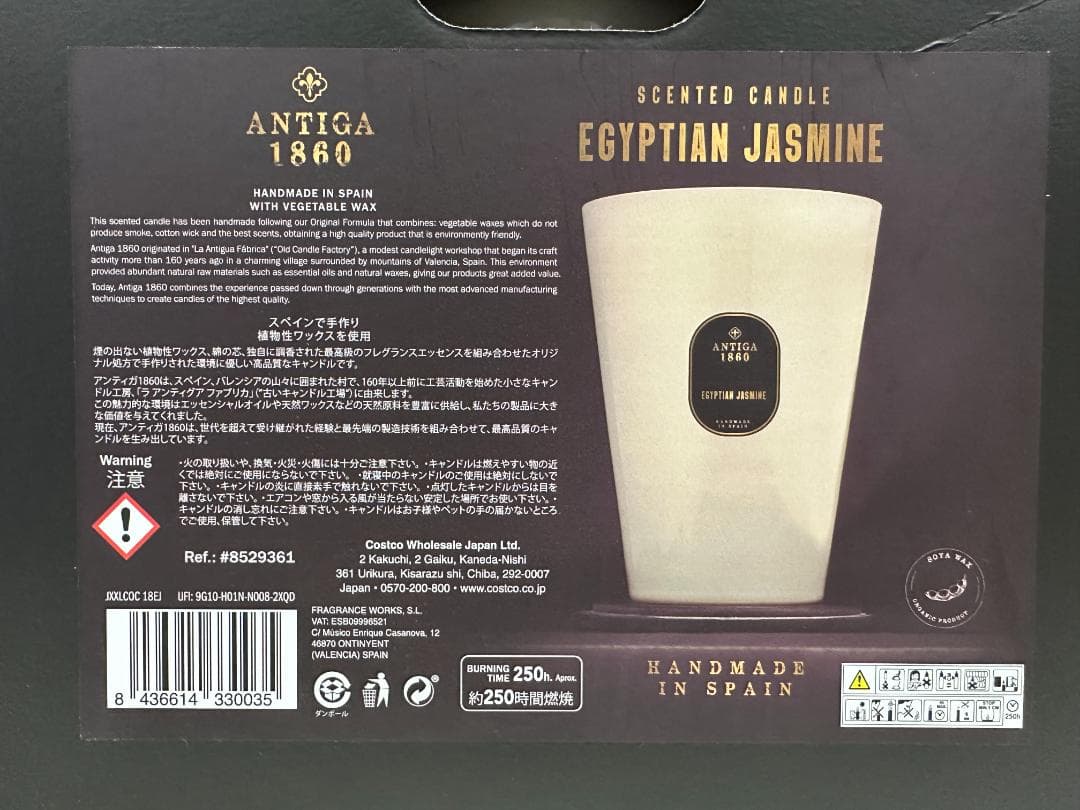 ANTIGA
1860
HANDMADE IN SPAIN
WITH VEGETABLE WAX
This scented candle has been handmade following our Original Formula that combines: vegetable waxes which do not
produce smoke, cotton wick and the best scents, obtaining a high quality product that is environmently friendly.
Antiga 1860 originated in "La Antigua Fábrica" ("Old Candle Factory"), a modest candlelight workshop that began its craft
activity more than 160 years ago in a charming village surrounded by mountains of Valencia, Spain. This environment
provided abundant natural raw materials such as essential oils and natural waxes, giving our products great added value.
Today, Antiga 1860 combines the experience passed down through generations with the most advanced manufacturing
techniques to create candles of the highest quality.
スペインで手作り
植物性ワックスを使用
煙の出ない植物性ワックス、綿の芯、独自に調香された最高級のフレグランスエッセンスを組み合わせたオリジ
ナル処方で手作りされた環境に優しい高品質なキャンドルです。
アンティガ1860は、スペイン、バレンシアの山々に囲まれた村で、160年以上前に工芸活動を始めた小さなキャン
ドル工房、「ラ アンティグア ファブリカ」("古いキャンドル工場")に由来します。
この魅力的な環境はエッセンシャルオイルや天然ワックスなどの天然原料を豊富に供給し、私たちの製品に大き
な価値を与えてくれました。
現在、アンティガ1860は、世代を超えて受け継がれた経験と最先端の製造技術を組み合わせて、最高品質のキャ
ンドルを生み出しています。
Warning
注意
・火の取り扱いや、換気・火災・火傷には十分ご注意下さい。・キャンドルは燃えやすい物の近
くでは絶対にご使用にならないで下さい。・就寝中のキャンドルのご使用は絶対にしないで
下さい。・キャンドルの炎に直接素手で触れないで下さい。・点灯したキャンドルからは目を
離さないで下さい。・エアコンや窓から入る風が当たらない安定した場所でお使い下さい。・
キャンドルの消し忘れにご注意下さい。・キャンドルはお子様やペットの手の届かないところ
でご使用、保管して下さい。
Ref.: #8529361
Costco Wholesale Japan Ltd.
2 Kakuchi, 2 Gaiku, Kaneda-Nishi
361 Urikura, Kisarazu shi, Chiba, 292-0007
Japan • 0570-200-800 • www.costco.co.jp
JXXLCOC 18EJ UFI: 9G10-H01N-N008-2XQD
8 436614 330035
FRAGRANCE WORKS, S.L.
VAT: ESB09996521
C/ Músico Enrique Casanova, 12
46870 ONTINYENT
(VALENCIA) SPAIN
ダンボール
BURNING
TIME 250h. Aprox.
約250時間燃焼
SCENTED CANDLE
EGYPTIAN JASMINE
ANTIGA
1860
EGYPTIAN JASMINE
HANDMADE
IN SPAIN
SOYA WAX
ORGANIC PRODUCT
HANDMADE
IN SPAIN
250h